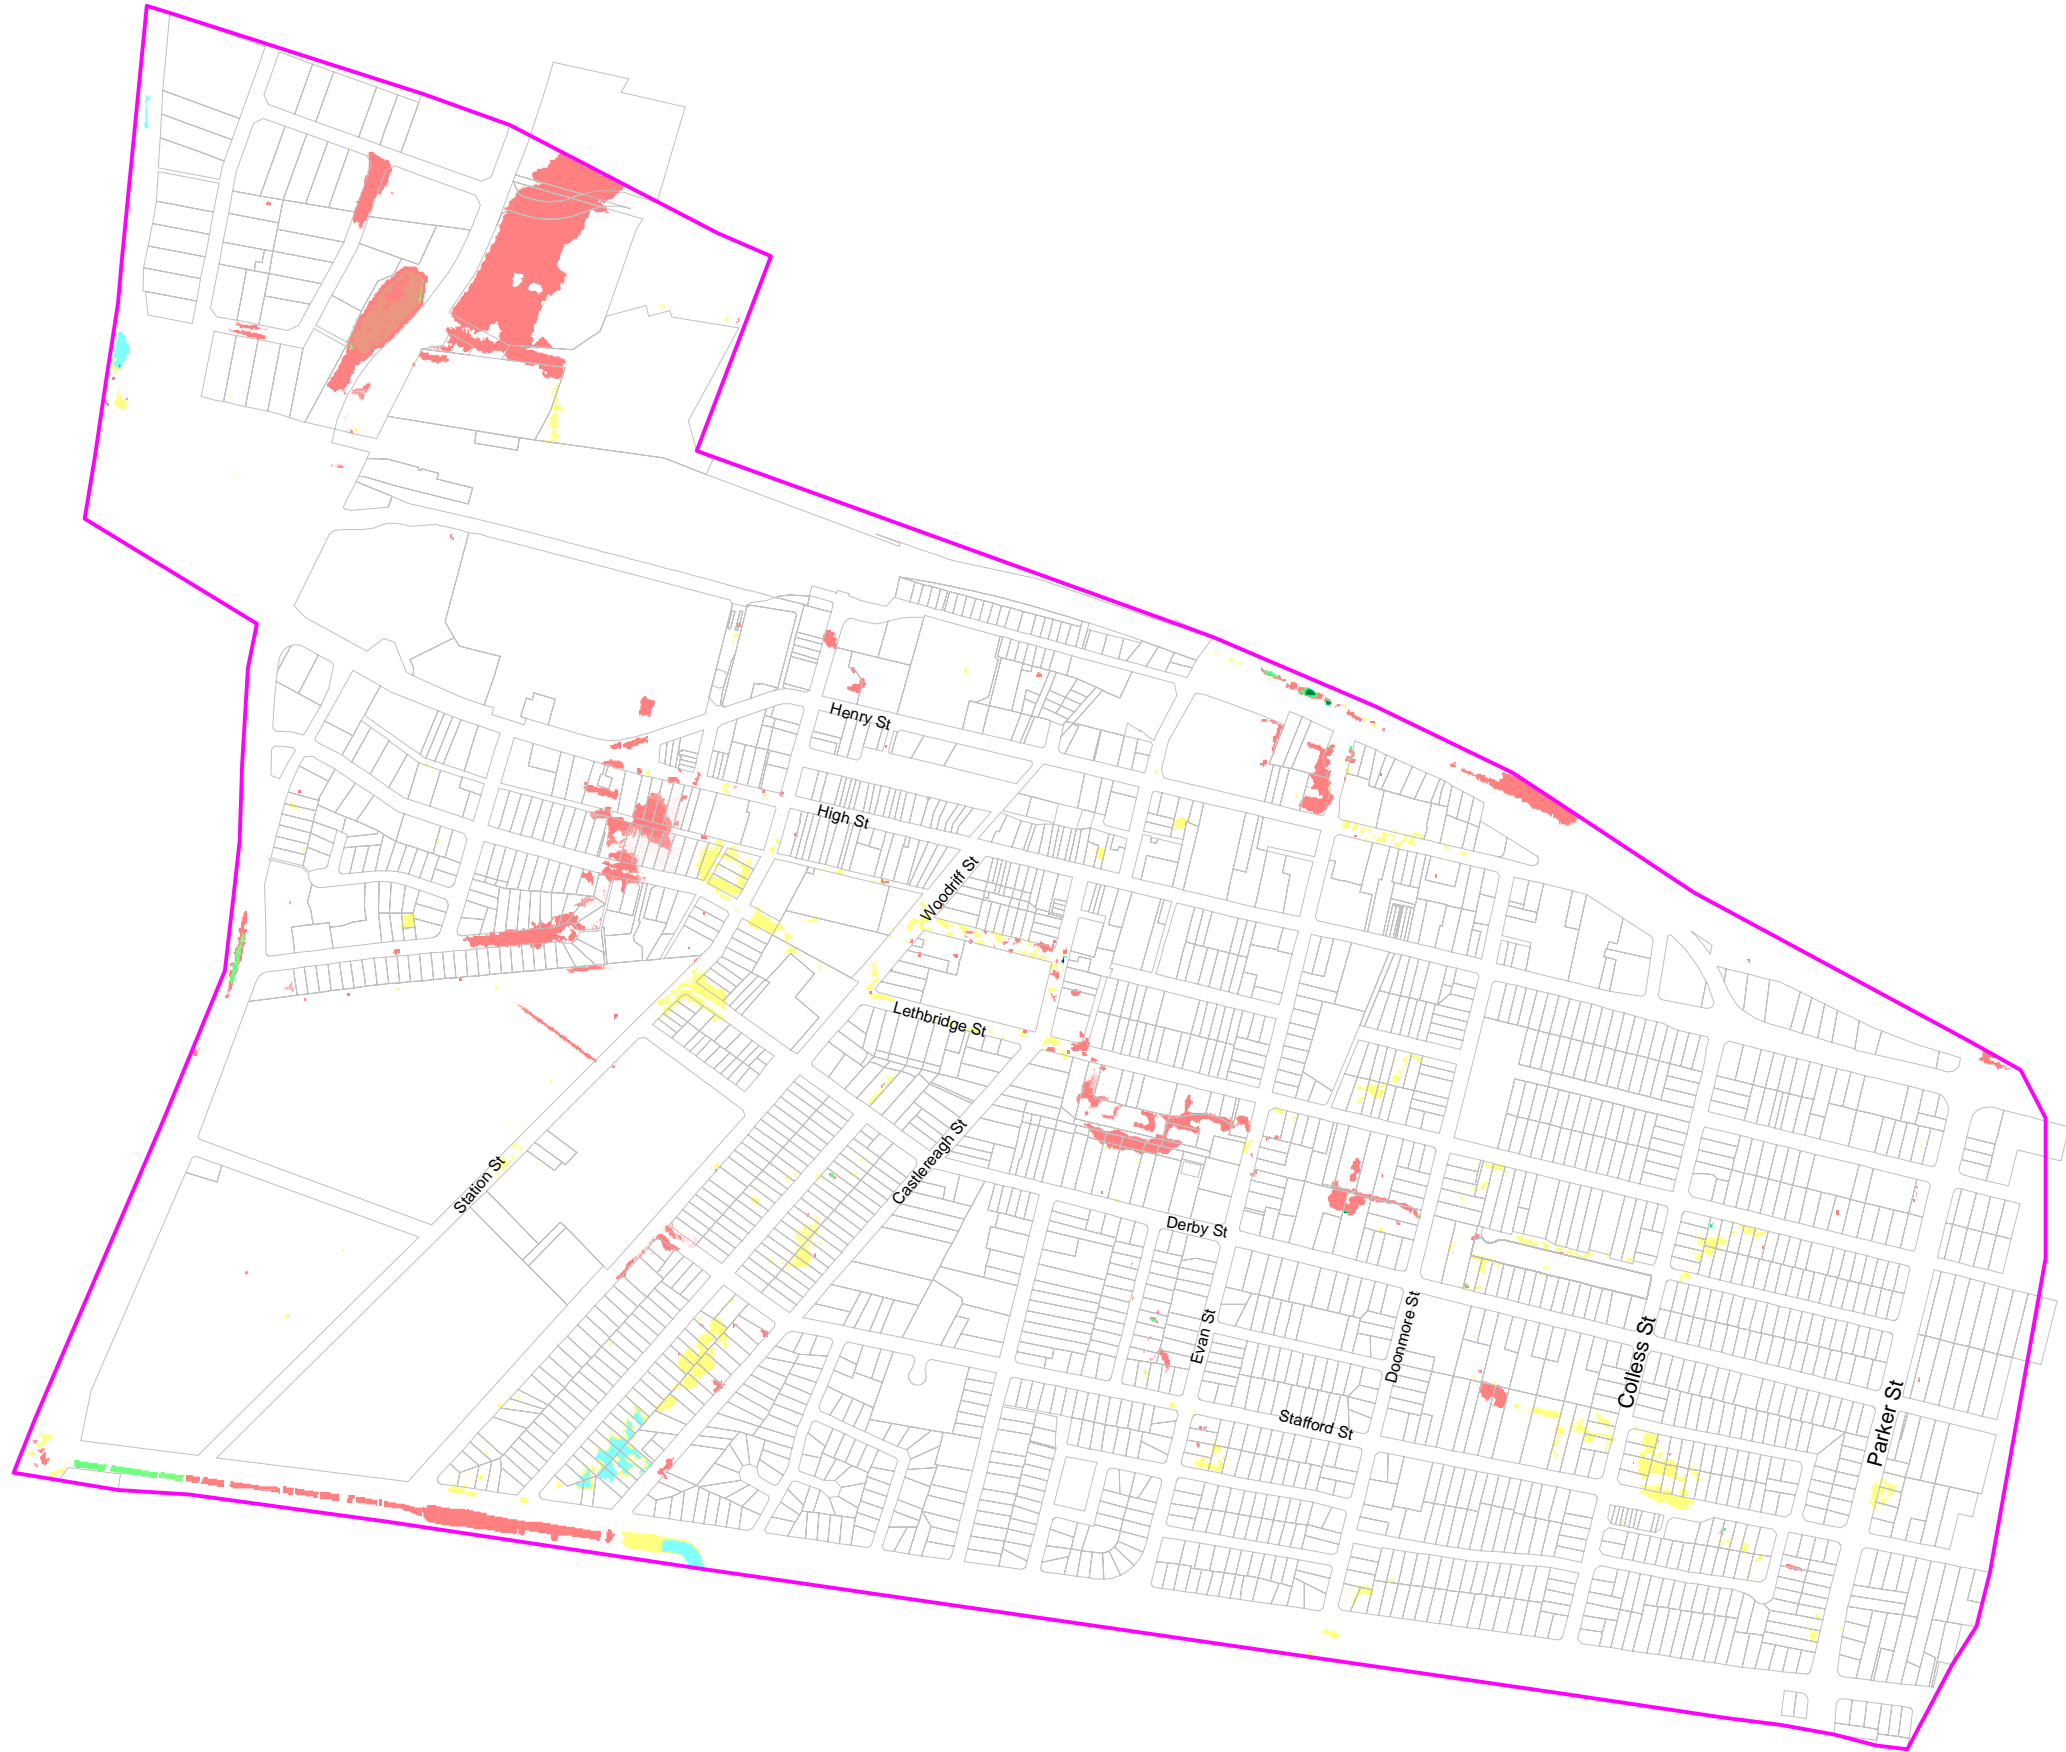 Henry St
High St
Woodriff St
Lethbridge St
Castlereagh St
Station St
Derby St
Evan St
Doonmore St
Colless St
Parker St
Stafford St